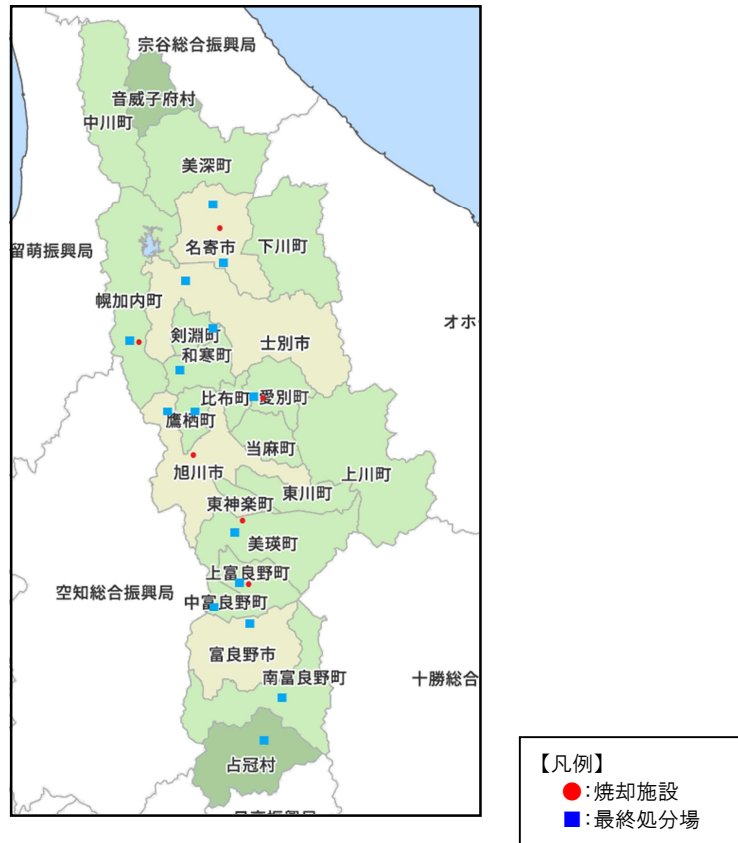 宗谷総合振興局
音威子府村
中川町
美深町
名寄市
下川町
留萌振興局
幌加内町
オホ
剣淵町
士別市
和寒町
比布町
愛別町
鷹栖町
当麻町
旭川市
上川町
東川町
東神楽町
美瑛町
上富良野町
空知総合振興局
中富良野町
富良野市
南富良野町
十勝総合
占冠村
【凡例】
●:焼却施設
■:最終処分場